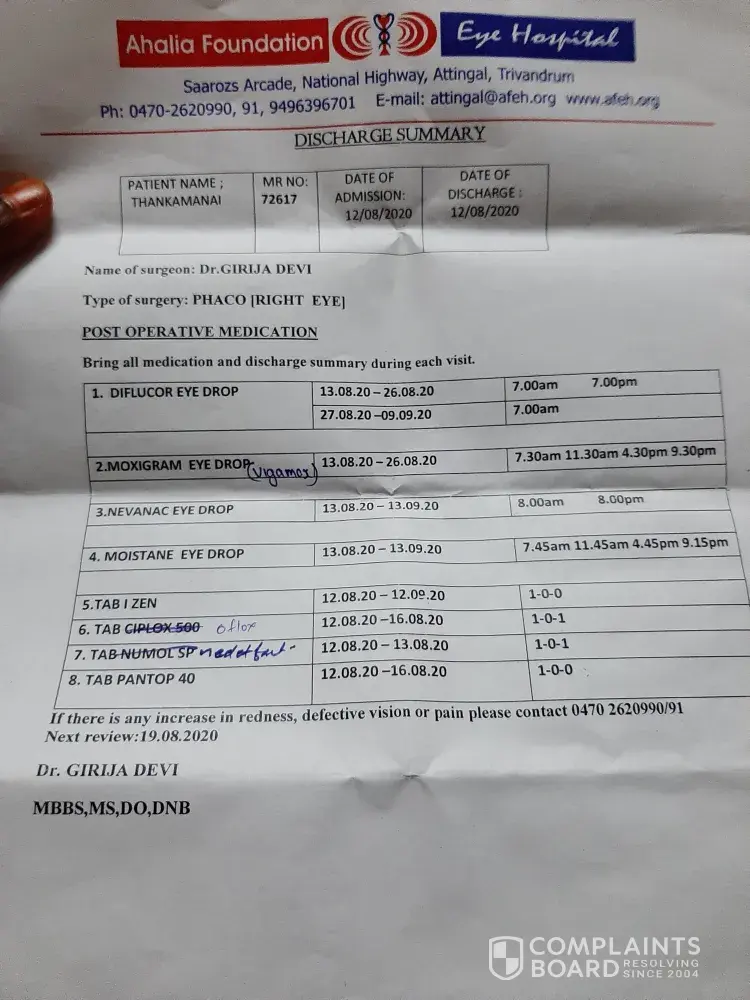 Ahalia Foundation Eye Hospital
Saarozs Arcade, National Highway, Attingal, Trivandrum
Ph: 0470-2620990, 91, 9496396701 E-mail: attingal@afeh.org www.afeh.org
DISCHARGE SUMMARY
PATIENT NAME ; THANKAMANAI
MR NO: 72617
DATE OF ADMISSION: 12/08/2020
DATE OF DISCHARGE : 12/08/2020
Name of surgeon: Dr.GIRIJA DEVI
Type of surgery: PHACO [RIGHT EYE]
POST OPERATIVE MEDICATION
Bring all medication and discharge summary during each visit.
1. DIFLUCOR EYE DROP 13.08.20 – 26.08.20 7.00am 7.00pm
27.08.20 –09.09.20 7.00am
2.MOXIGRAM EYE DROP (vigamox) 13.08.20 – 26.08.20 7.30am 11.30am 4.30pm 9.30pm
3.NEVANAC EYE DROP 13.08.20 – 13.09.20 8.00am 8.00pm
4. MOISTANE EYE DROP 13.08.20 – 13.09.20 7.45am 11.45am 4.45pm 9.15pm
5.TAB I ZEN 12.08.20 – 12.09.20 1-0-0
6. TAB CIPLOX 500 oflox 12.08.20 –16.08.20 1-0-1
7. TAB NUMOL SP 12.08.20 – 13.08.20 1-0-1
8. TAB PANTOP 40 12.08.20 –16.08.20 1-0-0
If there is any increase in redness, defective vision or pain please contact 0470 2620990/91
Next review:19.08.2020
Dr. GIRIJA DEVI
MBBS,MS,DO,DNB
COMPLAINTS
BOARD RESOLVING SINCE 2004